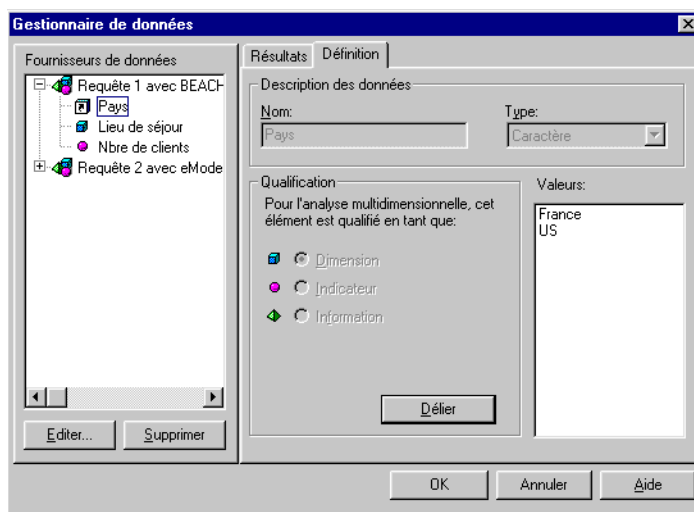 Gestionnaire de données
Fournisseurs de données
Requête 1 avec BEACH
Pays
Lieu de séjour
Nbre de clients
Requête 2 avec eMode
Editer...
Supprimer
Résultats
Définition
Description des données
Nom:
Type:
Pays
Caractère
Qualification
Pour l'analyse multidimensionnelle, cet
élément est qualifié en tant que:
Dimension
Indicateur
Information
Délier
Valeurs:
France
US
OK
Annuler
Aide